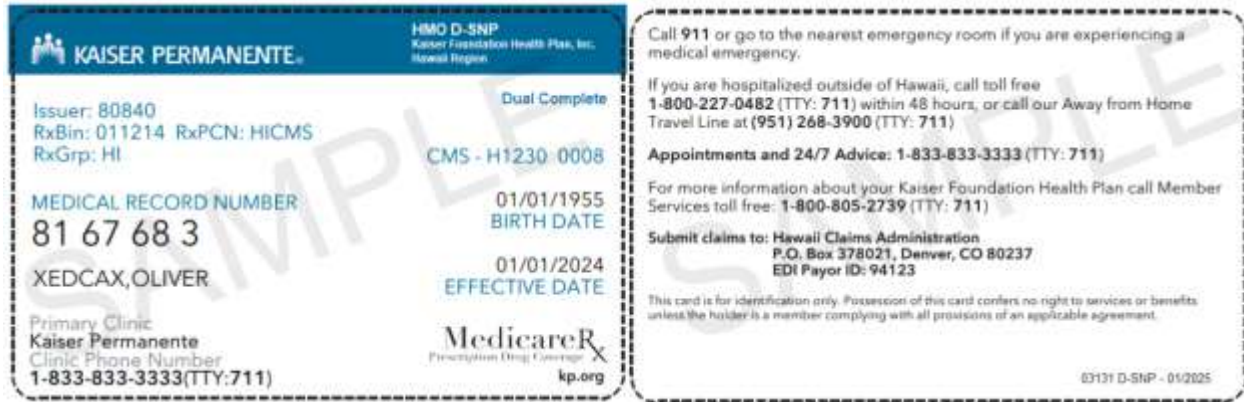 KAISER PERMANENTE®
HMO D-SNP
Kaiser Foundation Health Plan, Inc.
Hawaii Region
Dual Complete
Issuer: 80840
RxBin: 011214 RxPCN: HICMS
RxGrp: HI
CMS - H1230 0008
MEDICAL RECORD NUMBER
81 67 68 3
01/01/1955
BIRTH DATE
XEDCAX,OLIVER
01/01/2024
EFFECTIVE DATE
Primary Clinic
Kaiser Permanente
Clinic Phone Number
1-833-833-3333(TTY:711)
MedicareRx
Prescription Drug Coverage
kp.org
SAMPLE
Call 911 or go to the nearest emergency room if you are experiencing a
medical emergency.
If you are hospitalized outside of Hawaii, call toll free
1-800-227-0482 (TTY: 711) within 48 hours, or call our Away from Home
Travel Line at (951) 268-3900 (TTY: 711)
Appointments and 24/7 Advice: 1-833-833-3333 (TTY: 711)
For more information about your Kaiser Foundation Health Plan call Member
Services toll free: 1-800-805-2739 (TTY: 711)
Submit claims to: Hawaii Claims Administration
P.O. Box 378021, Denver, CO 80237
EDI Payor ID: 94123
This card is for identification only. Possession of this card confers no right to services or benefits
unless the holder is a member complying with all provisions of an applicable agreement.
03131 D-SNP - 01/2025
SAMPLE